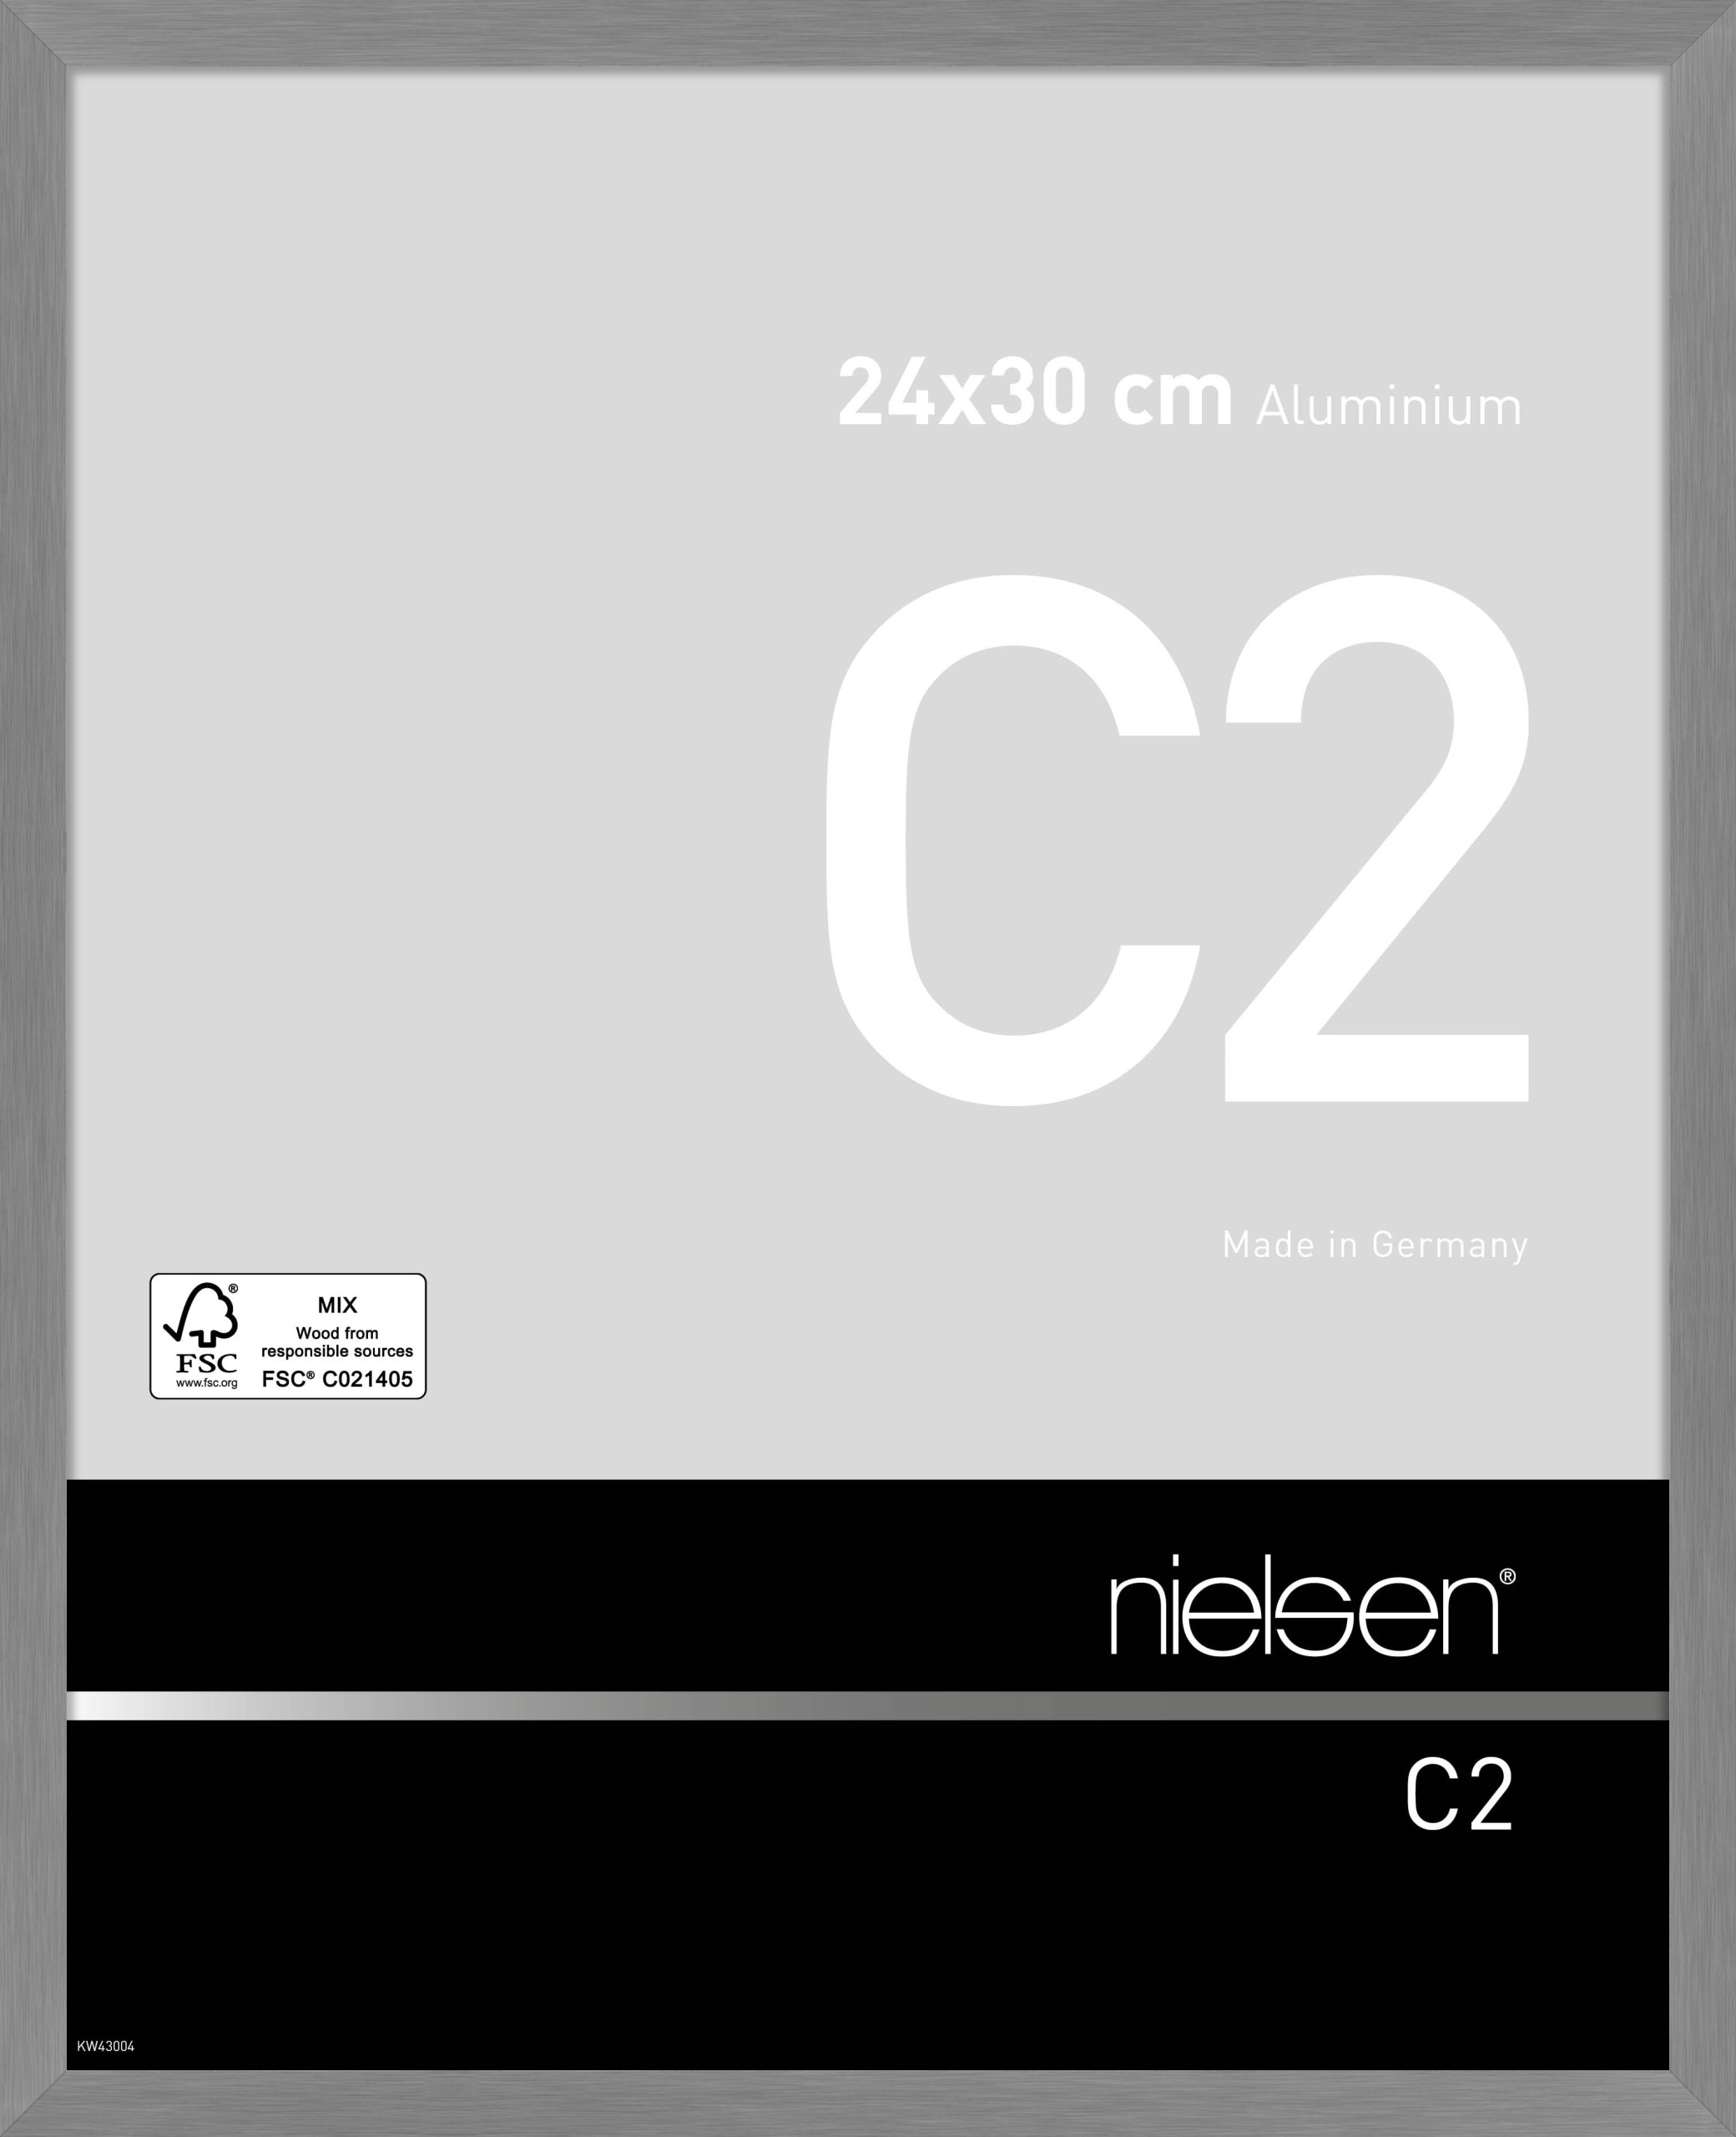 24x30 cm Aluminium
C2
Made in Germany
®
MIX
Wood from
responsible sources
FSC
www.fsc.org
FSC® C021405
nielsen®
C2
KW43004